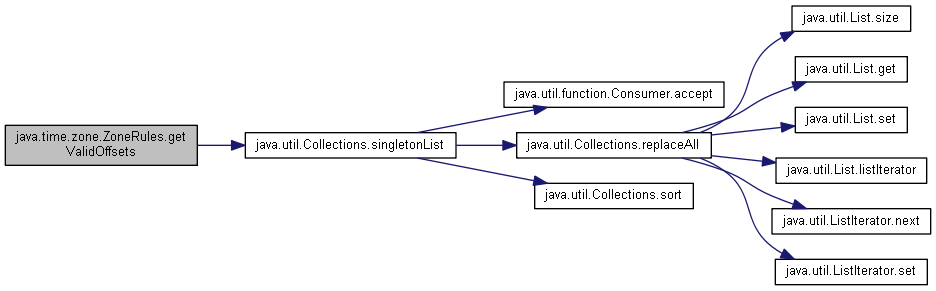 java.time.zone.ZoneRules.get
ValidOffsets
java.util.Collections.singletonList
java.util.function.Consumer.accept
java.util.Collections.replaceAll
java.util.Collections.sort
java.util.List.size
java.util.List.get
java.util.List.set
java.util.List.listIterator
java.util.ListIterator.next
java.util.ListIterator.set